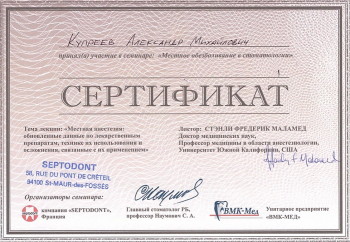 Купреев Александр Михайлович
принял(а) участие в семинаре: «Местное обезболивание в стоматологии»
СЕРТИФИКАТ
Тема лекции: «Местная анестезия:
обновленные данные по лекарственным
препаратам, технике их использования и
осложнения, связанные с их применением»
Лектор: СТЭНЛИ ФРЕДЕРИК МАЛАМЕД
Доктор медицинских наук,
Профессор медицины в области анестезиологии,
Университет Южной Калифорнии, США
SEPTODONT
58, RUE DU PONT DE CRÉTEIL
94100 St-MAUR-des-FOSSÉS
Организаторы семинара:
компания «SEPTODONT»,
Франция
Главный стоматолог РБ,
профессор Наумович С. А.
ВМК-Мед
Унитарное предприятие
«ВМК-МЕД»